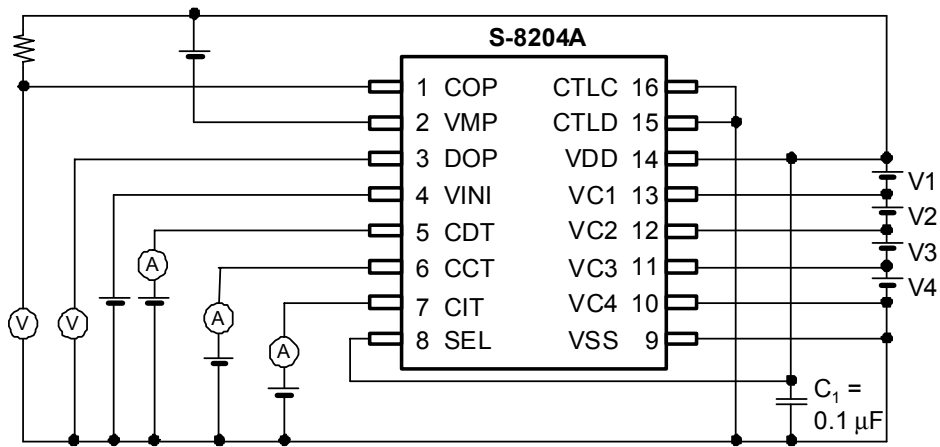 S-8204A
1 COP CTLC 16
2 VMP CTLD 15
3 DOP VDD 14
4 VINI VC1 13
5 CDT VC2 12
6 CCT VC3 11
7 CIT VC4 10
8 SEL VSS 9
V1
V2
V3
V4
A
A
A
V V
C1 =
0.1 μF